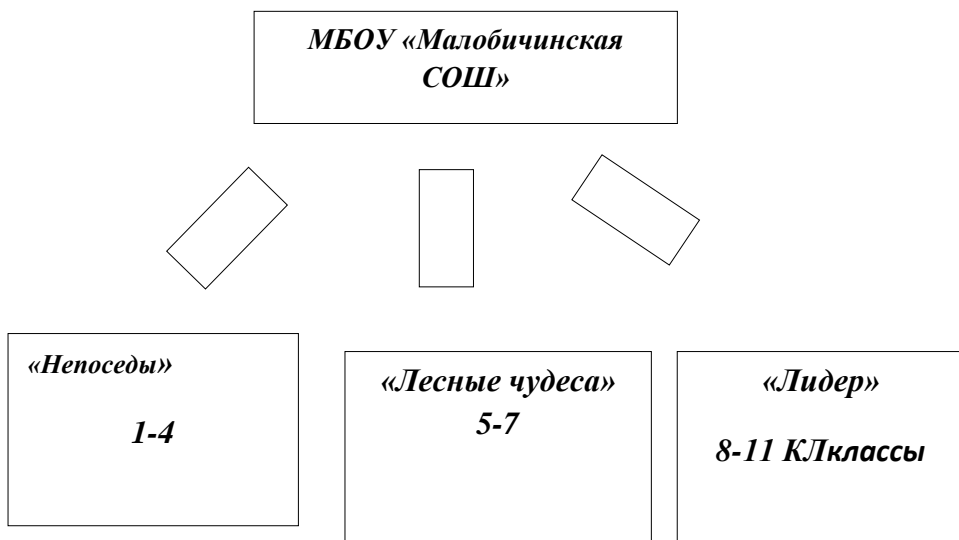 МБОУ «Малобичинская
СОШ»
«Непоседы»
1-4
«Лесные чудеса»
5-7
«Лидер»
8-11 КЛклассы